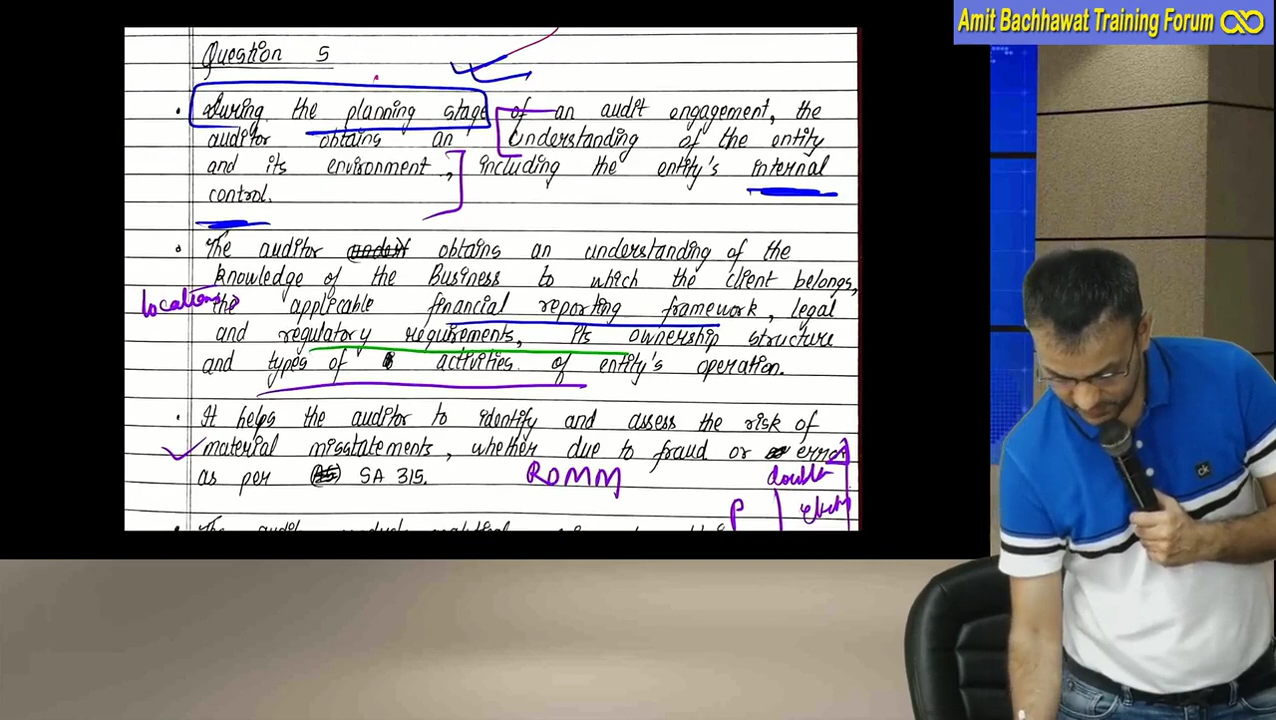 Amit Bachhawat Training Forum
Question 5
• During the planning stage of an audit engagement, the
auditor obtains an Understanding of the entity
and its environment, including the entity's internal
control.
• The auditor obtains an understanding of the
knowledge of the Business to which the client belongs,
locations
the applicable financial reporting framework, legal
and regulatory requirements, its ownership structure
and types of activities of entity's operation.
• It helps the auditor to identify and assess the risk of
material misstatements, whether due to fraud or error
as per SA 315.
ROMM
P